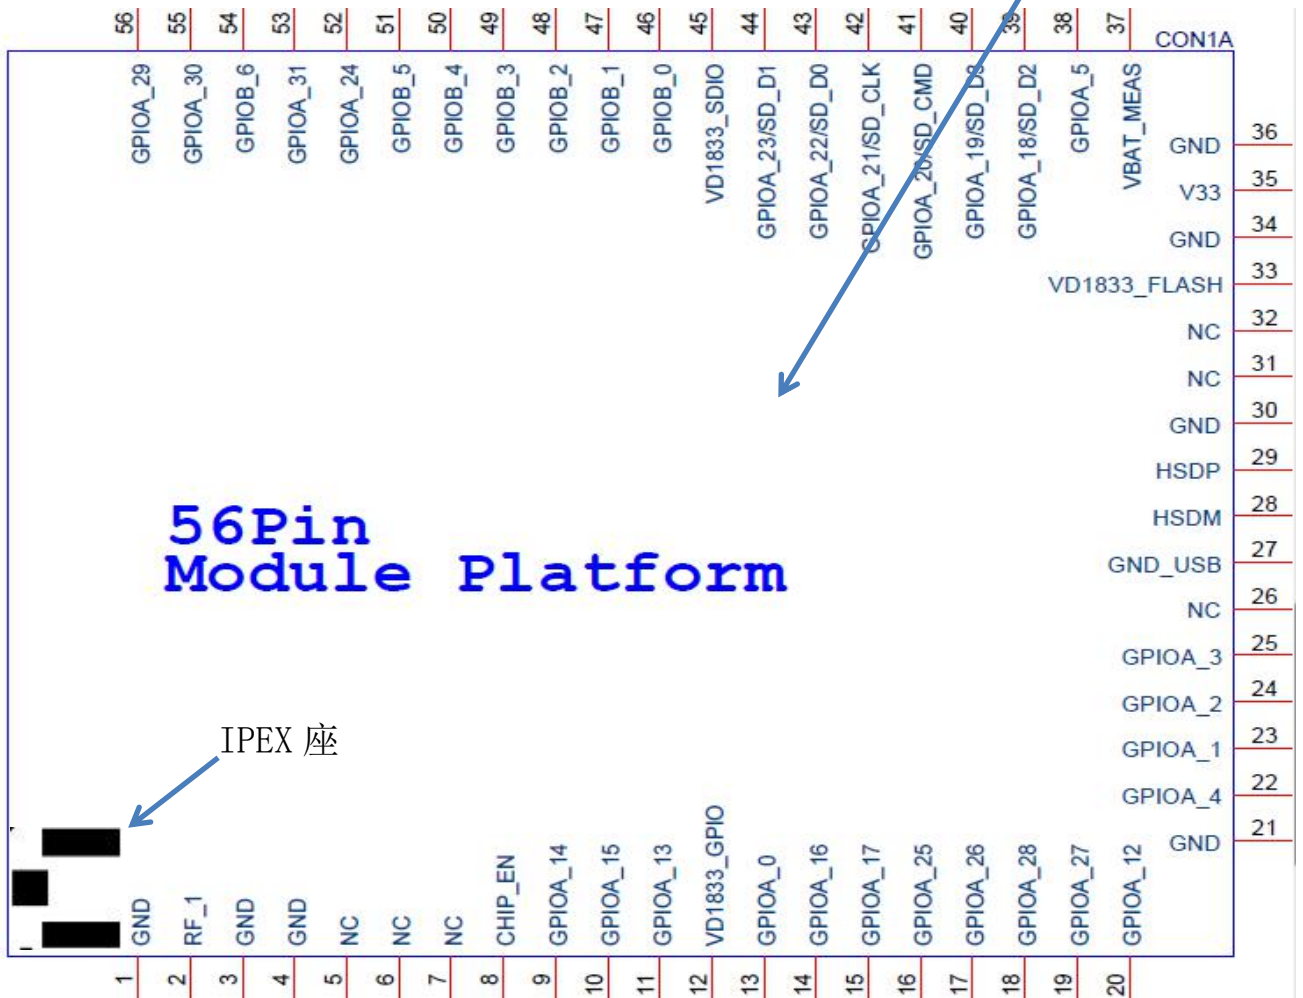 56 55 54 53 52 51 50 49 48 47 46 45 44 43 42 41 40 39 38 37
CON1A
GPIOA_29
GPIOA_30
GPIOB_6
GPIOA_31
GPIOA_24
GPIOB_5
GPIOB_4
GPIOB_3
GPIOB_2
GPIOB_1
GPIOB_0
VD1833_SDIO
GPIOA_23/SD_D1
GPIOA_22/SD_D0
GPIOA_21/SD_CLK
GPIOA_20/SD_CMD
GPIOA_19/SD_D3
GPIOA_18/SD_D2
GPIOA_5
VBAT_MEAS
GND 36
V33 35
GND 34
VD1833_FLASH 33
NC 32
NC 31
GND 30
HSDP 29
HSDM 28
GND_USB 27
NC 26
GPIOA_3 25
GPIOA_2 24
GPIOA_1 23
GPIOA_4 22
GND 21
56Pin
Module Platform
IPEX 座
GND
RF_1
GND
GND
NC
NC
NC
CHIP_EN
GPIOA_14
GPIOA_15
GPIOA_13
VD1833_GPIO
GPIOA_0
GPIOA_16
GPIOA_17
GPIOA_25
GPIOA_26
GPIOA_28
GPIOA_27
GPIOA_12
1 2 3 4 5 6 7 8 9 10 11 12 13 14 15 16 17 18 19 20